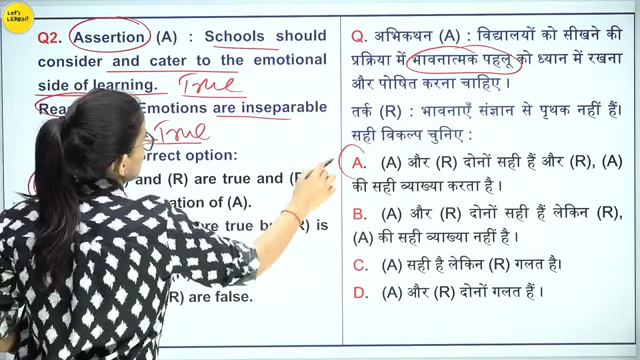 LET'S
LEARN!
Q2. Assertion (A) : Schools should
consider and cater to the emotional
side of learning. True
Rea Emotions are inseparable
True
orrect option:
and (R) are true and (R
ation of (A).
re true bu R) is
(R) are false.
Q. अभिकथन (A) : विद्यालयों को सीखने की
प्रक्रिया में भावनात्मक पहलू को ध्यान में रखना
और पोषित करना चाहिए।
तर्क (R) : भावनाएँ संज्ञान से पृथक नहीं हैं।
सही विकल्प चुनिए :
A. (A) और (R) दोनों सही हैं और (R), (A)
की सही व्याख्या करता है।
B. (A) और (R) दोनों सही हैं लेकिन (R),
(A) की सही व्याख्या नहीं है।
C. (A) सही है लेकिन (R) गलत है।
D. (A) और (R) दोनों गलत हैं।